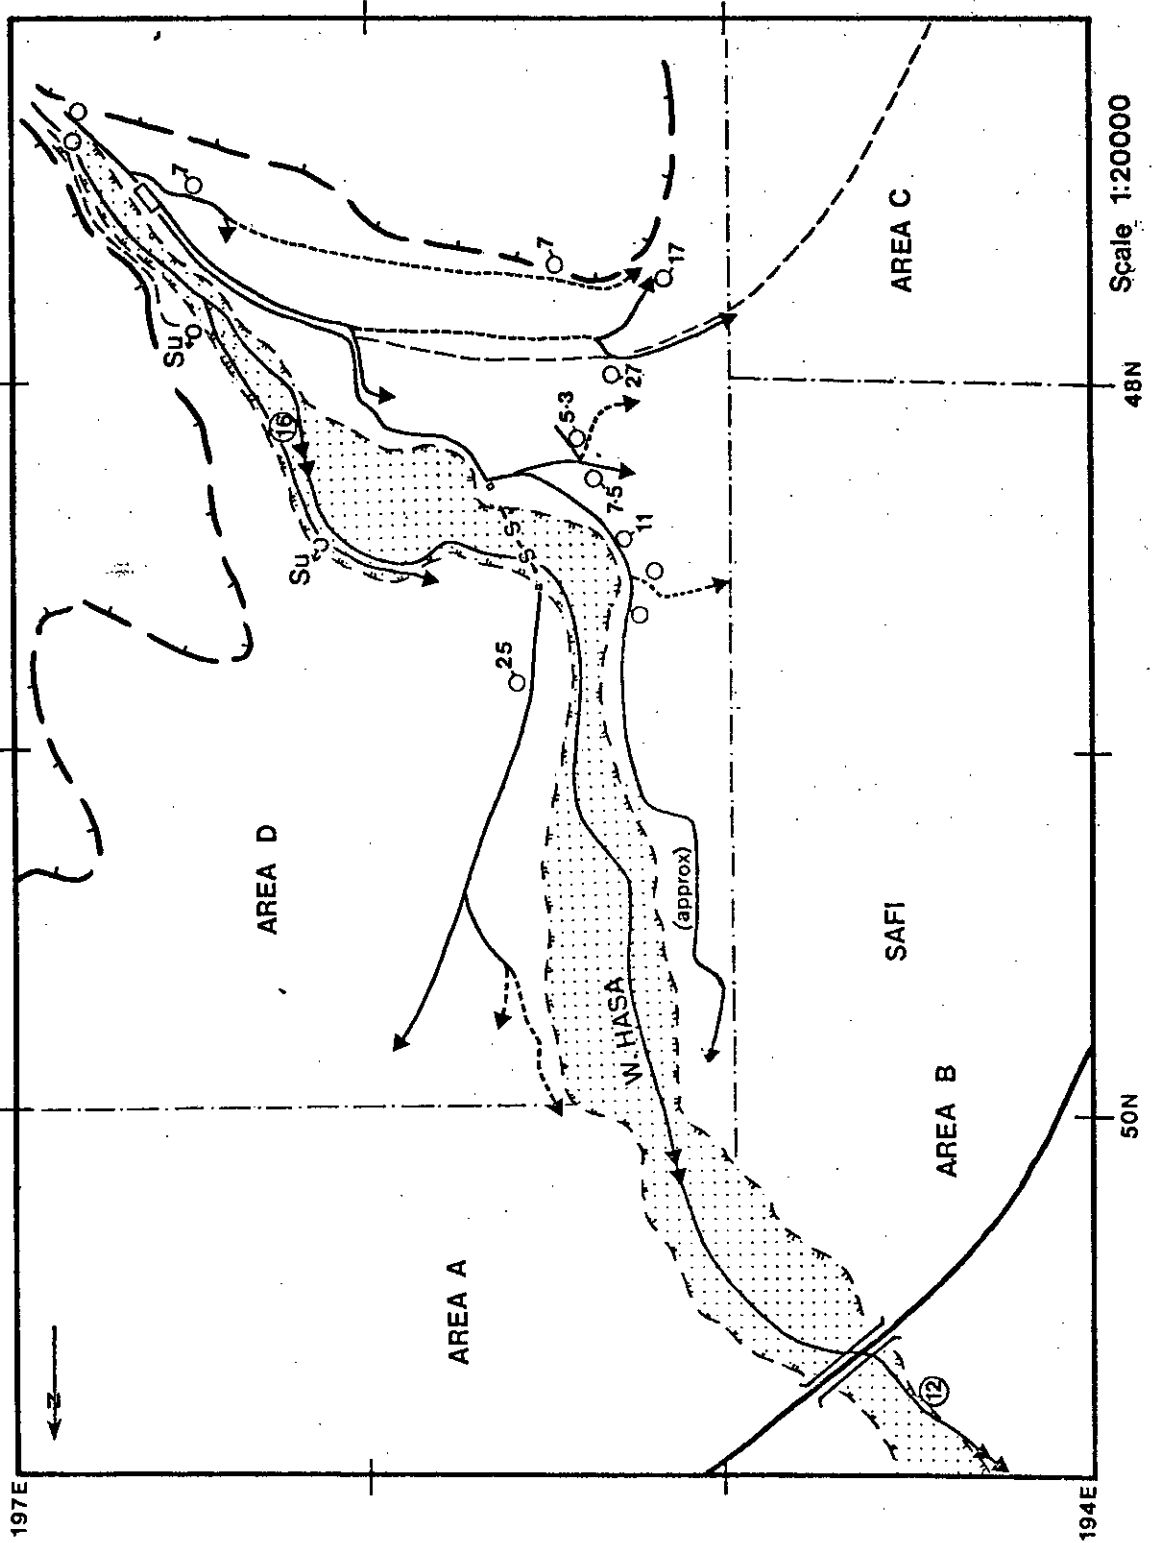 197E
194E
Scale 1:20000
48N
50N
N
AREA A
AREA B
AREA C
AREA D
SAFI
W. HASA
(approx)
Su
Su
16
12
7
7
17
27
5·3
7·5
11
25
S
S